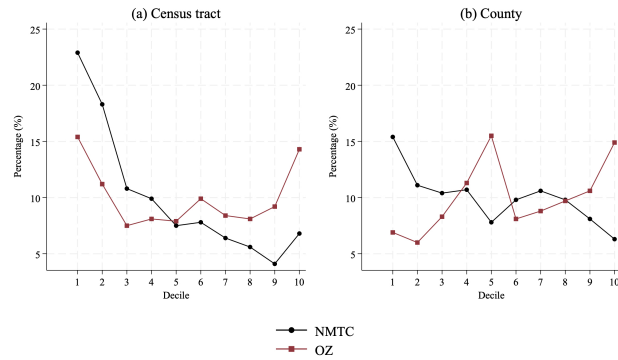 (a) Census tract
(b) County
Percentage (%)
25
20
15
10
5
1 2 3 4 5 6 7 8 9 10
Decile
Percentage (%)
25
20
15
10
5
1 2 3 4 5 6 7 8 9 10
Decile
NMTC
OZ